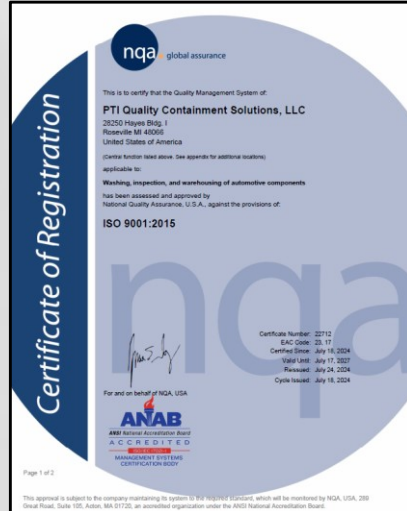 nqa. global assurance
Certificate of Registration
This is to certify that the Quality Management System of:
PTI Quality Containment Solutions, LLC
28250 Hayes Bldg. I
Roseville MI 48066
United States of America
(Central function listed above. See appendix for additional locations)
applicable to:
Washing, inspection, and warehousing of automotive components
has been assessed and approved by
National Quality Assurance, U.S.A., against the provisions of:
ISO 9001:2015
nqa
Certificate Number: 22712
EAC Code: 23, 17
Certified Since: July 18, 2024
Valid Until: July 17, 2027
Reissued: July 24, 2024
Cycle Issued: July 18, 2024
For and on behalf of NQA, USA
ANAB
ANSI National Accreditation Board
ACCREDITED
MANAGEMENT SYSTEMS
CERTIFICATION BODY
Page 1 of 2
This approval is subject to the company maintaining its system to the required standard, which will be monitored by NQA, USA, 289
Great Road, Suite 105, Acton, MA 01720, an accredited organization under the ANSI National Accreditation Board.